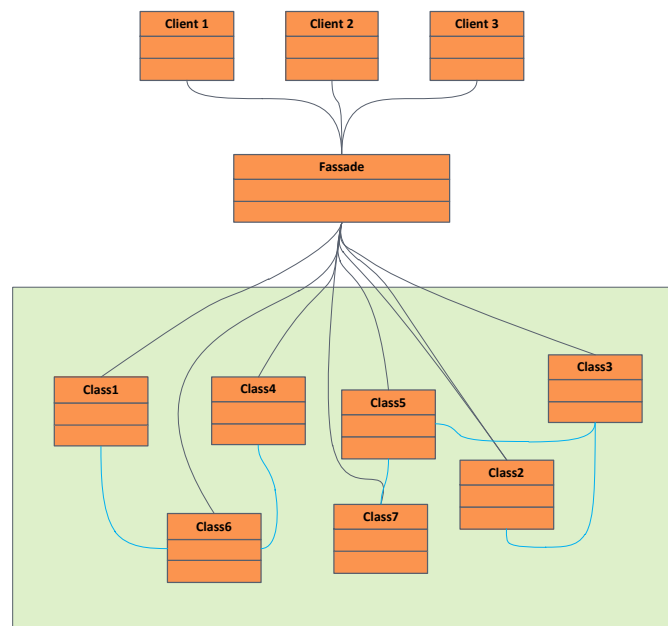 Client 1
Client 2
Client 3
Fassade
Class3
Class1
Class4
Class5
Class2
Class6
Class7